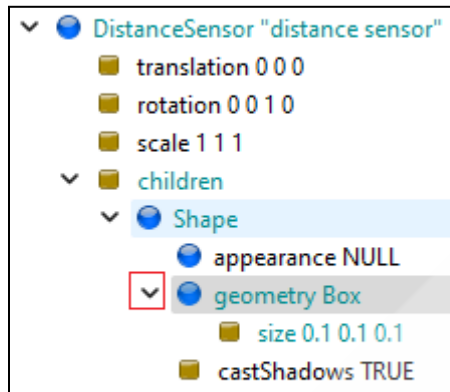 DistanceSensor "distance sensor"
translation 0 0 0
rotation 0 0 1 0
scale 1 1 1
children
Shape
appearance NULL
geometry Box
size 0.1 0.1 0.1
castShadows TRUE